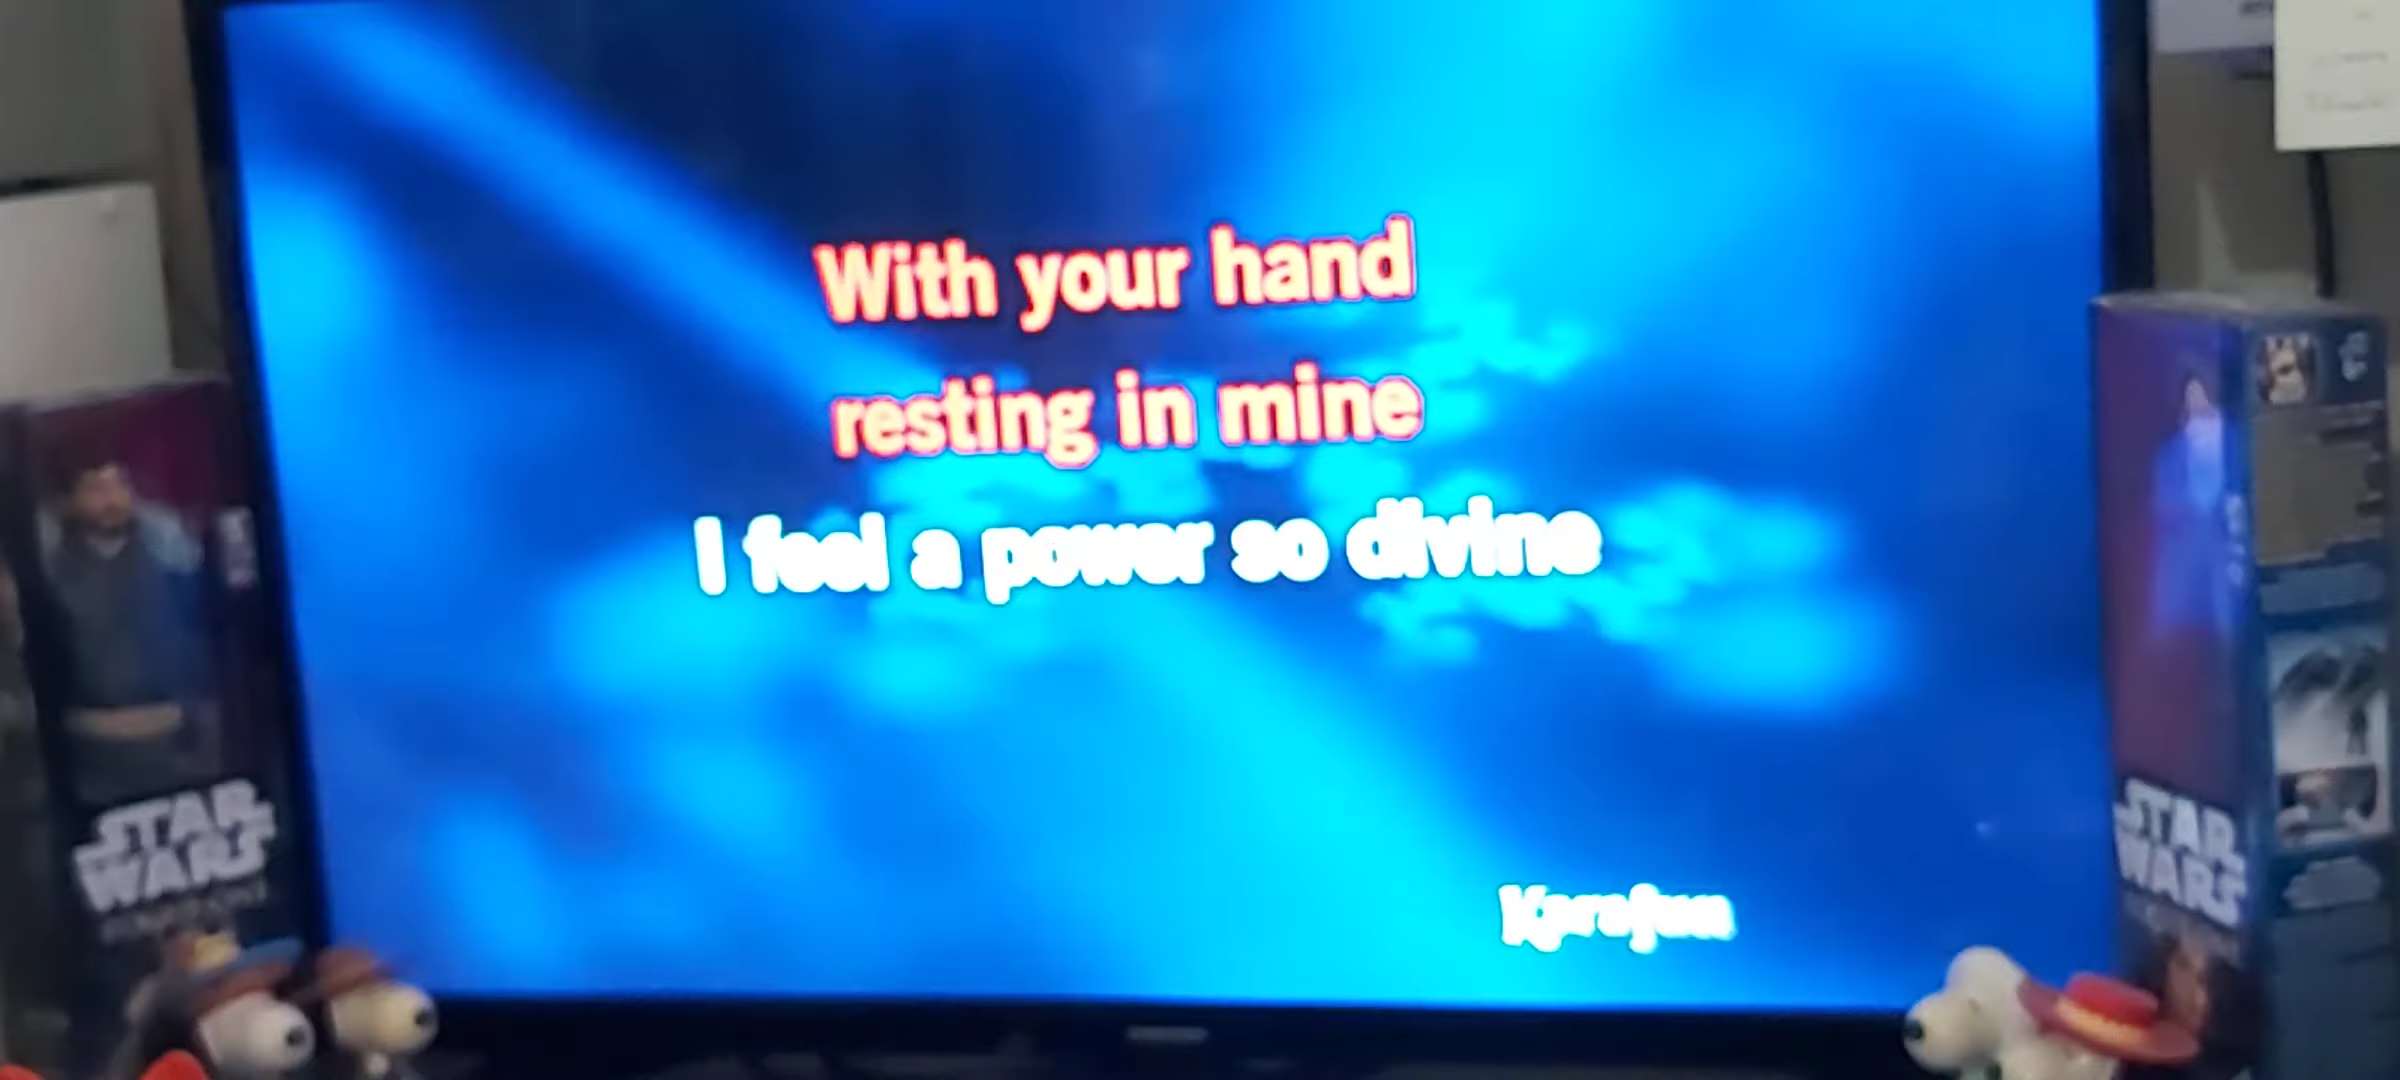 With your hand
resting in mine
I feel a power so divine
Karafun
STAR
WARS
STAR
WARS